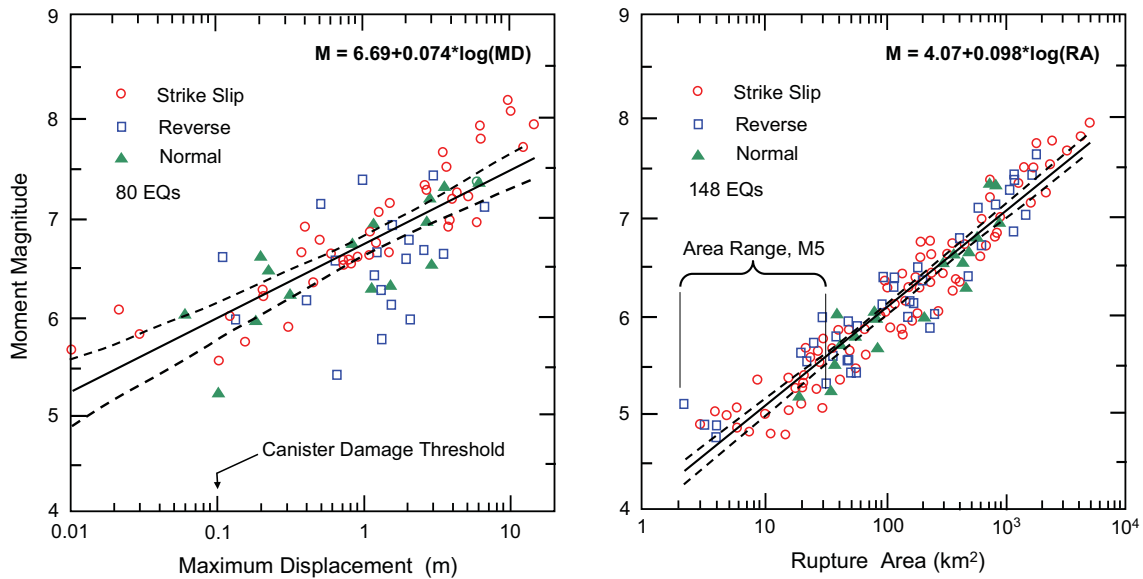 9
8
7
6
5
4
Moment Magnitude
M = 6.69+0.074*log(MD)
Strike Slip
Reverse
Normal
80 EQs
Canister Damage Threshold
0.01
0.1
1
10
Maximum Displacement (m)
9
8
7
6
5
4
M = 4.07+0.098*log(RA)
Strike Slip
Reverse
Normal
148 EQs
Area Range, M5
1
10
100
10³
10⁴
Rupture Area (km²)